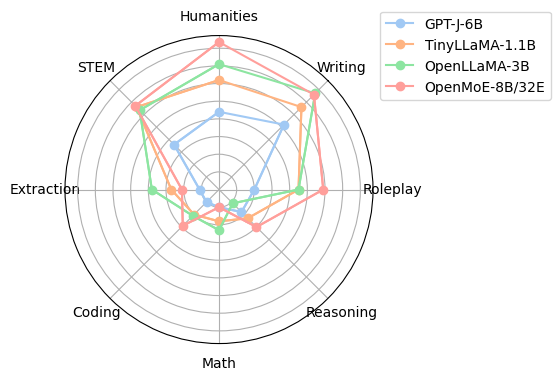 Humanities
GPT-J-6B
TinyLLaMA-1.1B
OpenLLaMA-3B
OpenMoE-8B/32E
STEM
Writing
Extraction
Roleplay
Coding
Reasoning
Math